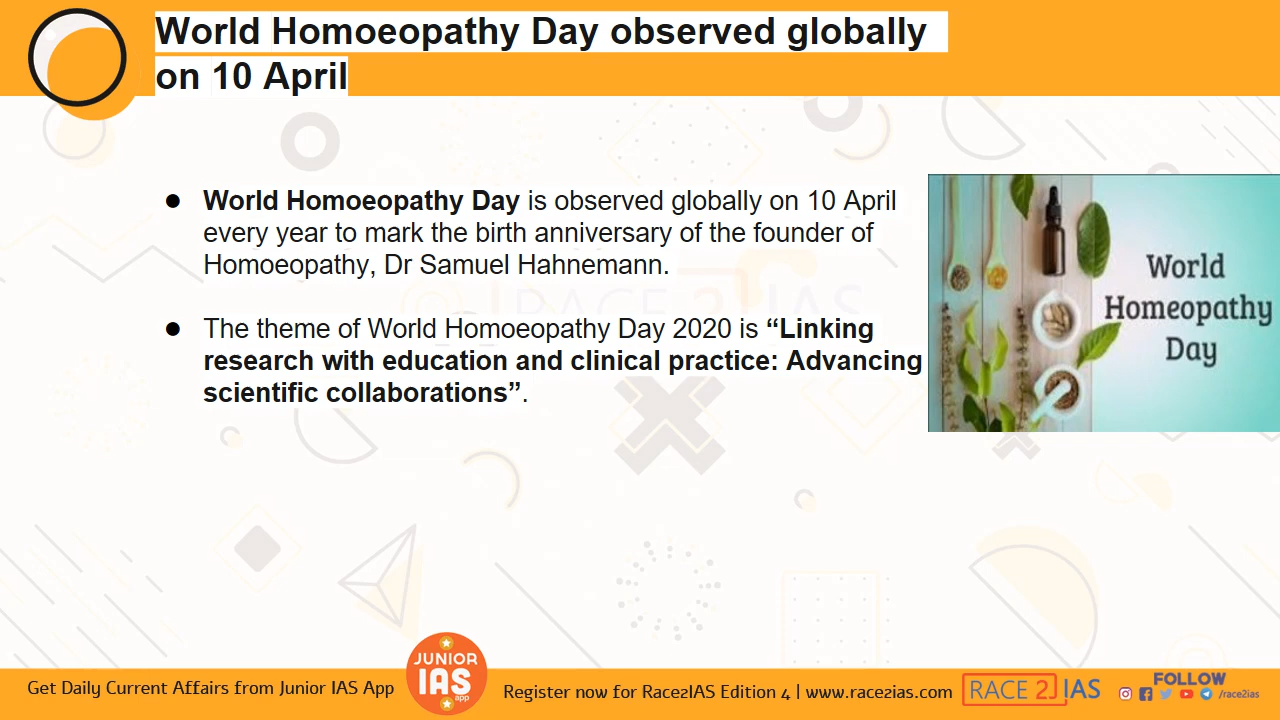 World Homoeopathy Day observed globally
on 10 April
● World Homoeopathy Day is observed globally on 10 April
every year to mark the birth anniversary of the founder of
Homoeopathy, Dr Samuel Hahnemann.
RACE 2 IAS
● The theme of World Homoeopathy Day 2020 is “Linking
research with education and clinical practice: Advancing
scientific collaborations”.
World
Homeopathy
Day
Get Daily Current Affairs from Junior IAS App
JUNIOR
IAS
app
Register now for Race2IAS Edition 4 | www.race2ias.com
RACE 2 IAS
FOLLOW
/race2ias